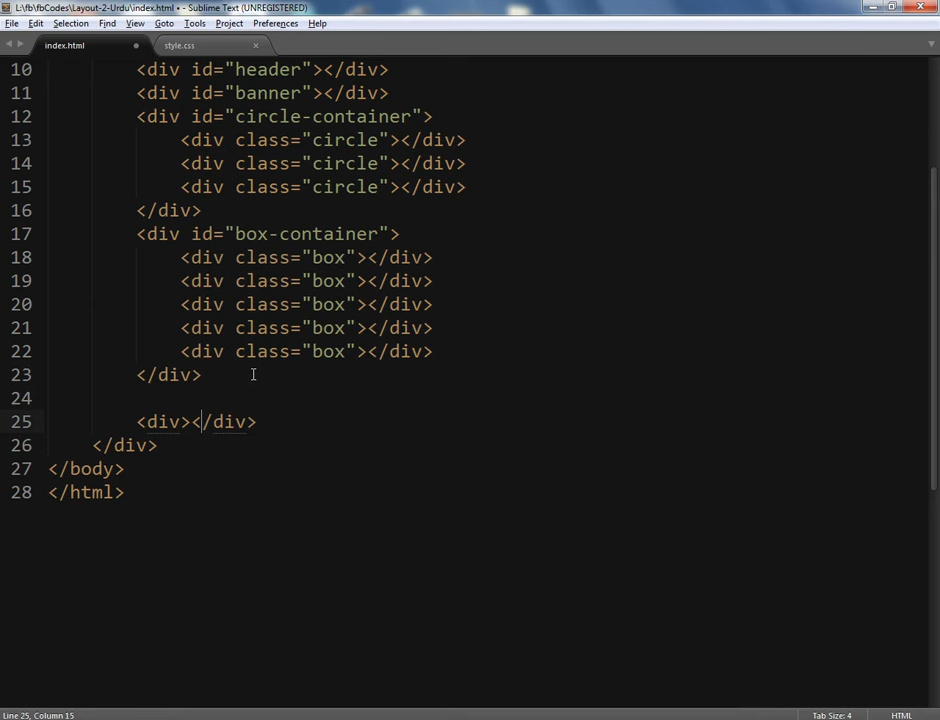 L:\fb\fbCodes\Layout-2-Urdu\index.html • - Sublime Text (UNREGISTERED)
File Edit Selection Find View Goto Tools Project Preferences Help
index.html style.css
10 <div id="header"></div>
11 <div id="banner"></div>
12 <div id="circle-container">
13 <div class="circle"></div>
14 <div class="circle"></div>
15 <div class="circle"></div>
16 </div>
17 <div id="box-container">
18 <div class="box"></div>
19 <div class="box"></div>
20 <div class="box"></div>
21 <div class="box"></div>
22 <div class="box"></div>
23 </div>
24
25 <div></div>
26 </div>
27 </body>
28 </html>
Line 25, Column 15 Tab Size: 4 HTML